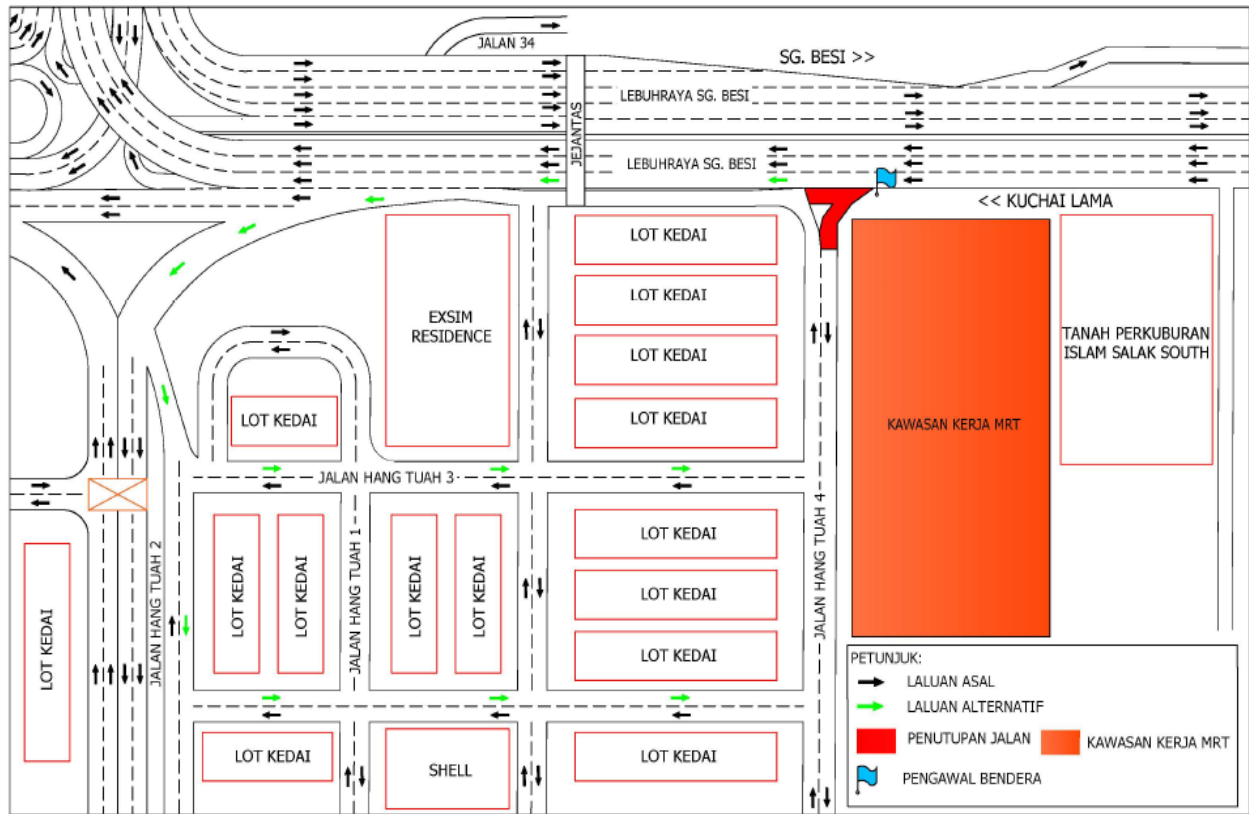 JALAN 34
SG. BESI >>
LEBUHRAYA SG. BESI
JEJANTAS
LEBUHRAYA SG. BESI
<< KUCHAI LAMA
LOT KEDAI
EXSIM
RESIDENCE
LOT KEDAI
TANAH PERKUBURAN
ISLAM SALAK SOUTH
LOT KEDAI
LOT KEDAI
LOT KEDAI
KAWASAN KERJA MRT
JALAN HANG TUAH 3
LOT KEDAI
JALAN HANG TUAH 2
LOT KEDAI
LOT KEDAI
JALAN HANG TUAH 1
LOT KEDAI
LOT KEDAI
LOT KEDAI
LOT KEDAI
LOT KEDAI
JALAN HANG TUAH 4
LOT KEDAI
SHELL
LOT KEDAI
PETUNJUK:
LALUAN ASAL
LALUAN ALTERNATIF
PENUTUPAN JALAN
KAWASAN KERJA MRT
PENGAWAL BENDERA